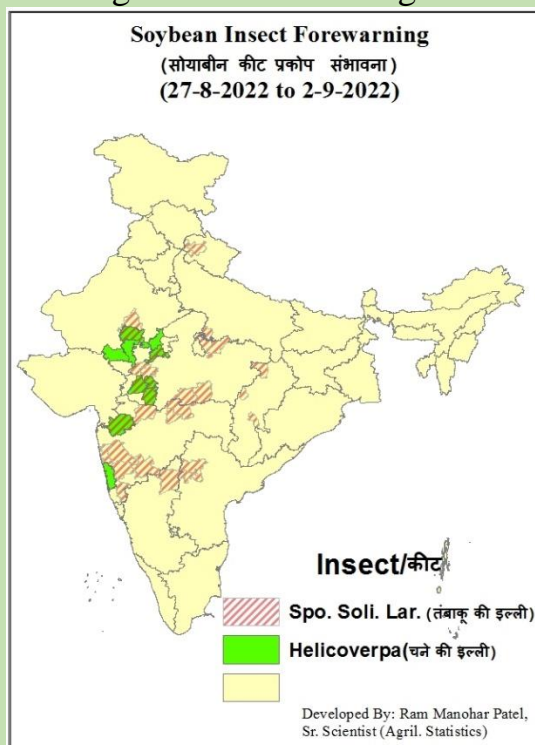 Soybean Insect Forewarning
(सोयाबीन कीट प्रकोप संभावना)
(27-8-2022 to 2-9-2022)
Insect/कीट
Spo. Soli. Lar. (तंबाकू की इल्ली)
Helicoverpa(चने की इल्ली)
Developed By: Ram Manohar Patel,
Sr. Scientist (Agril. Statistics)